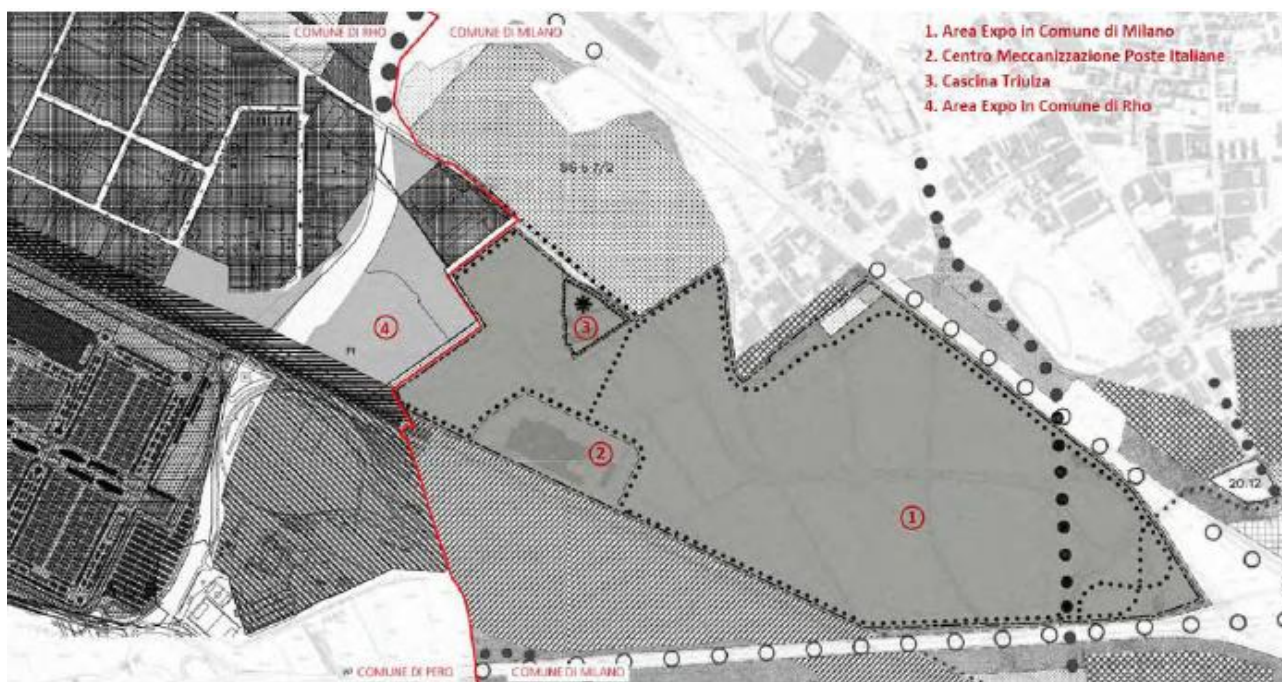 COMUNE DI RHO
COMUNE DI MILANO
1. Area Expo in Comune di Milano
2. Centro Meccanizzazione Poste Italiane
3. Cascina Triulza
4. Area Expo in Comune di Rho
3
4
2
1
20.12
COMUNE DI PERO
COMUNE DI MILANO